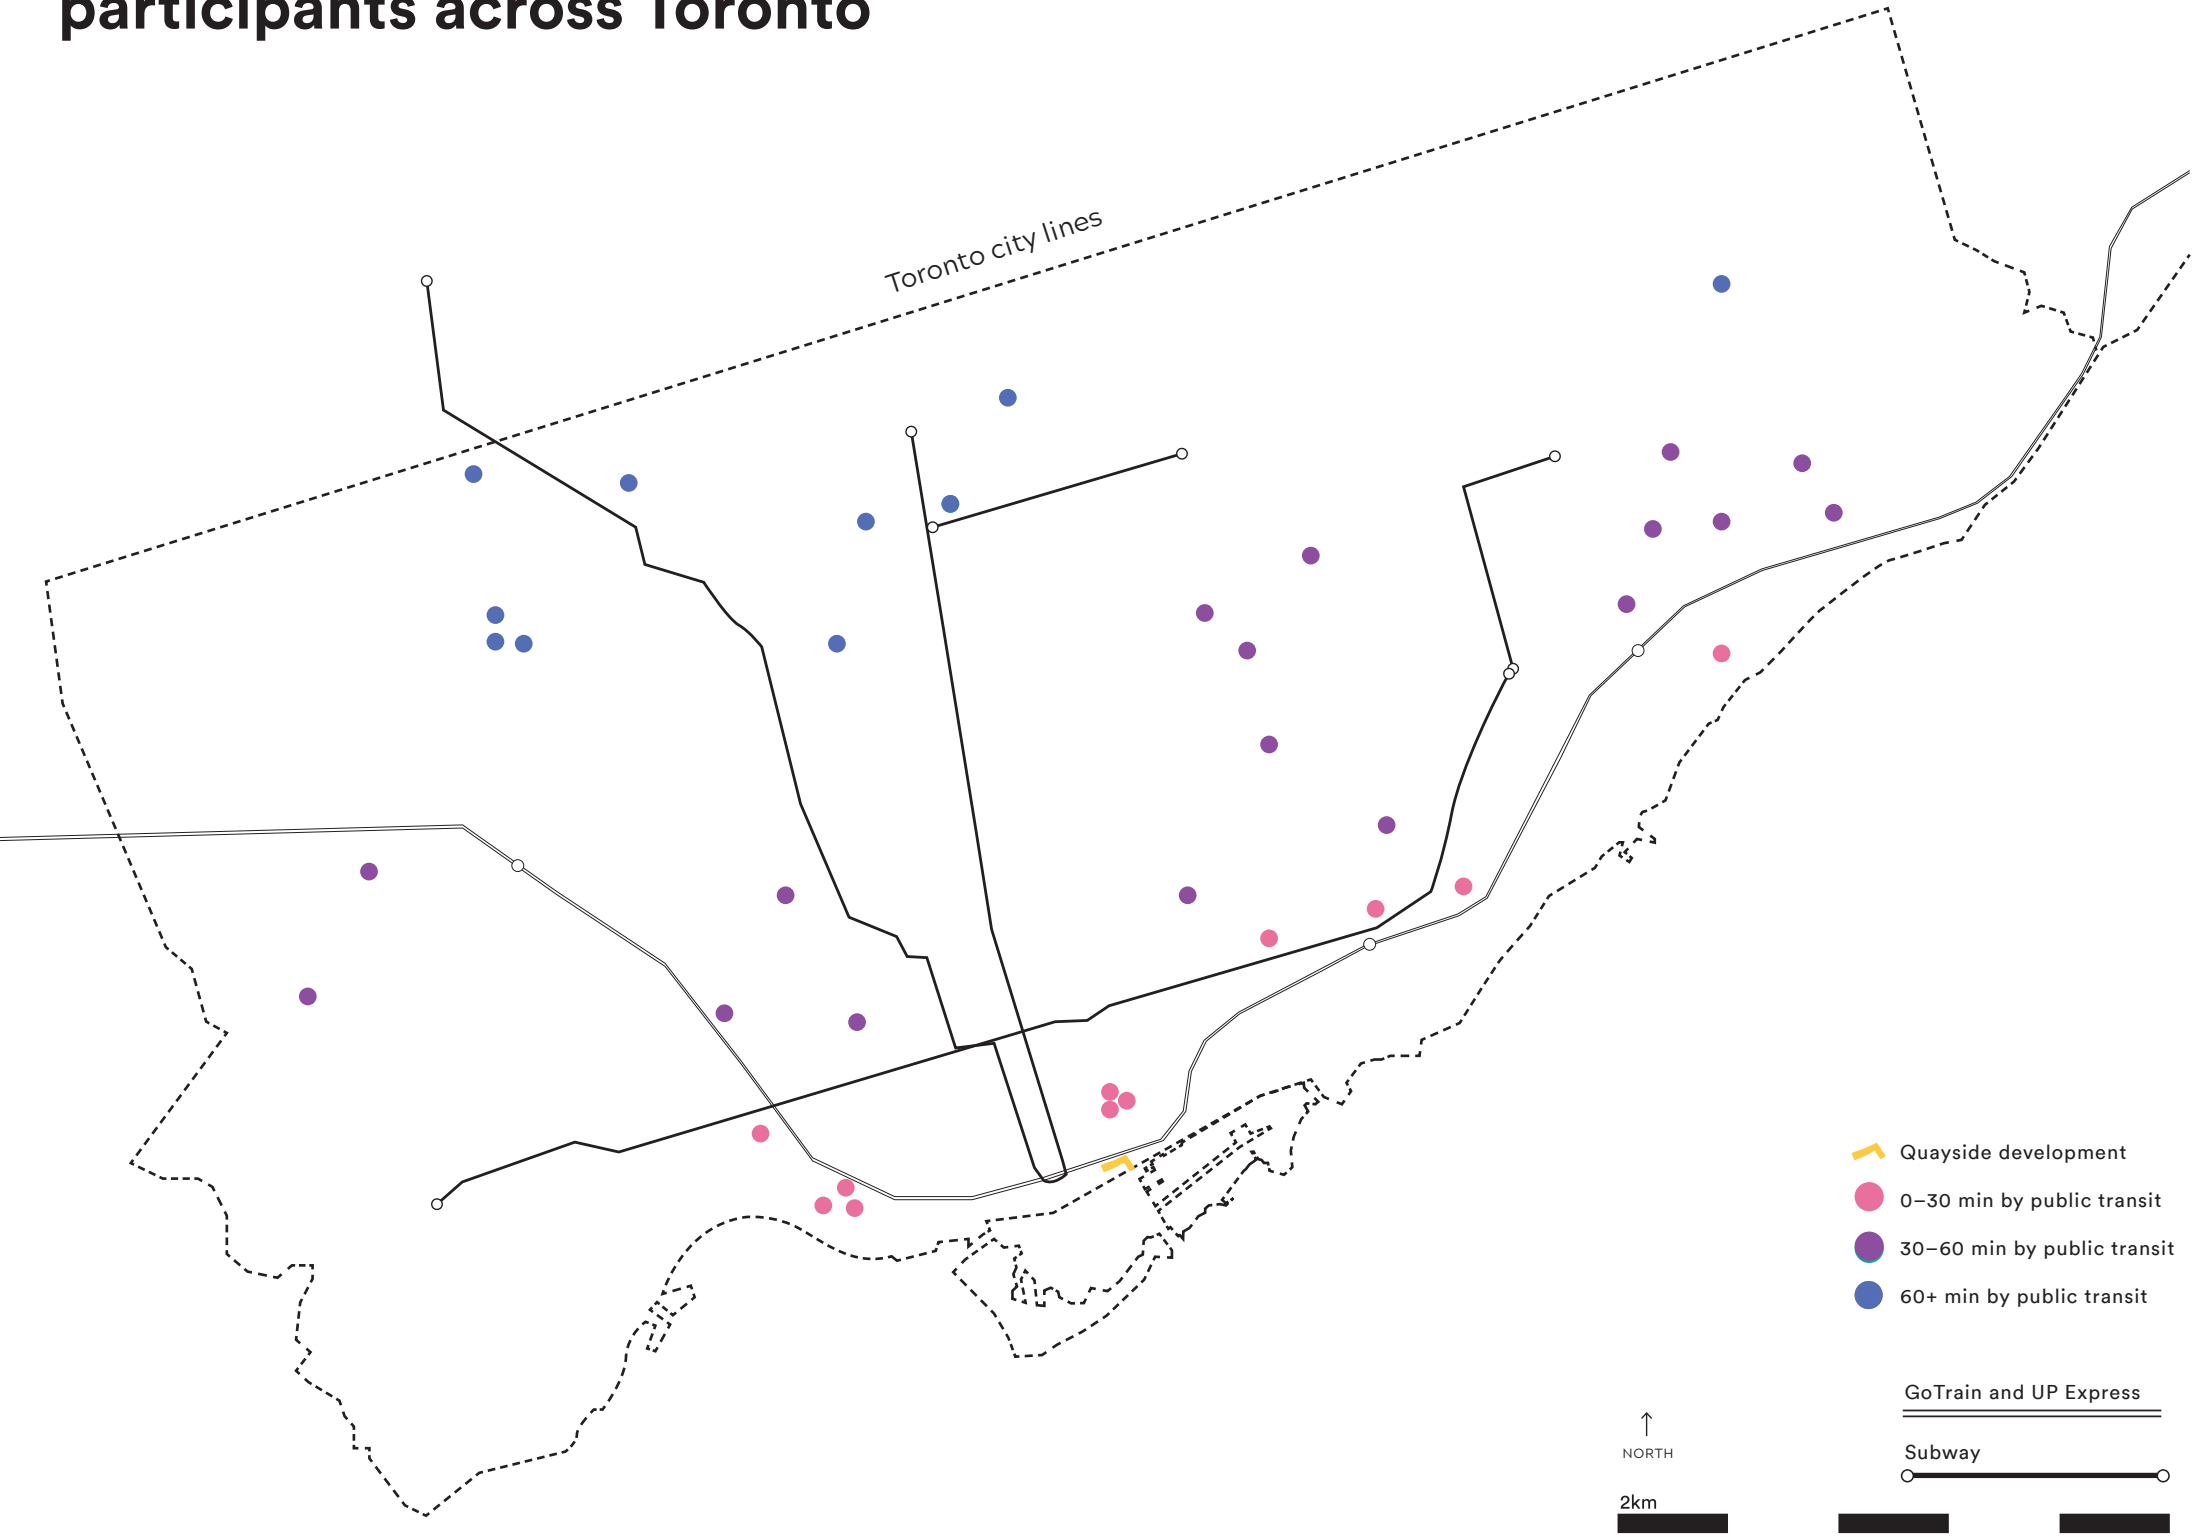 participants across Toronto
Toronto city lines
Quayside development
0–30 min by public transit
30–60 min by public transit
60+ min by public transit
GoTrain and UP Express
NORTH
Subway
2km